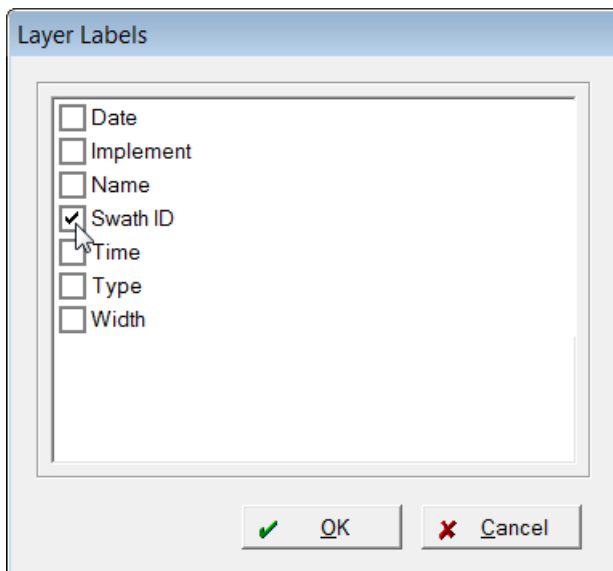 Layer Labels
Date
Implement
Name
Swath ID
Time
Type
Width
OK
Cancel